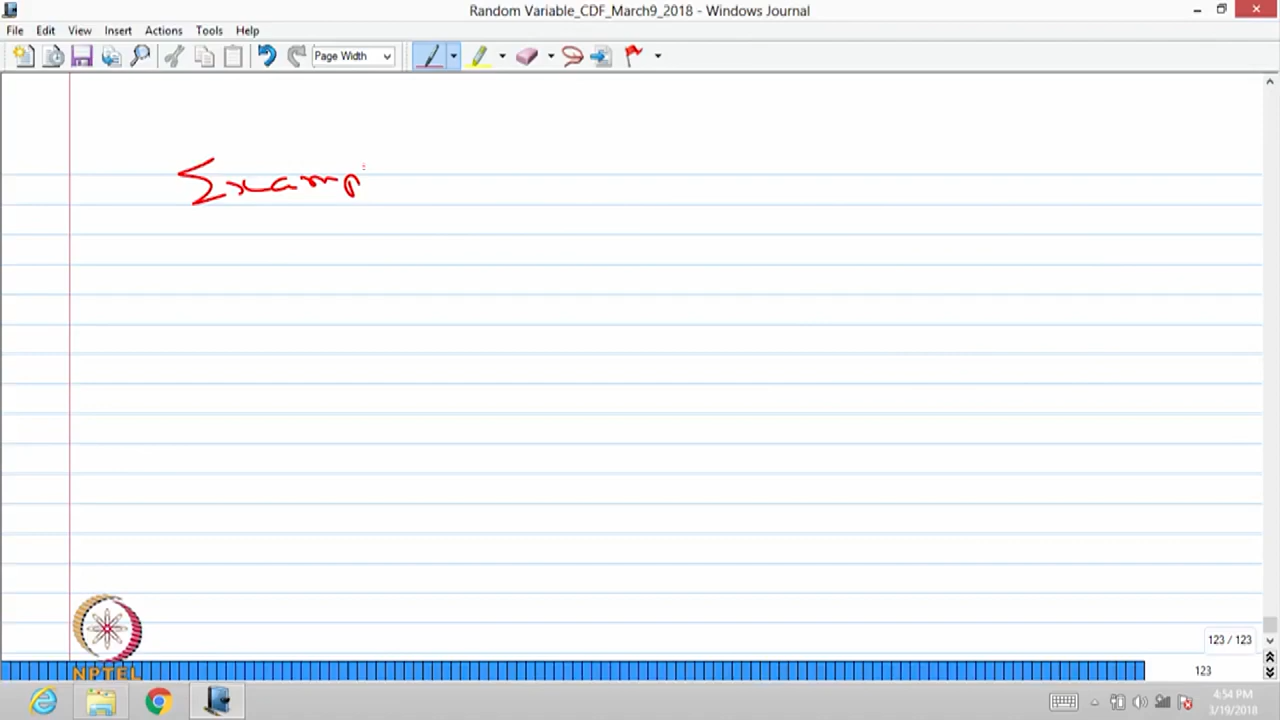 Random Variable_CDF_March9_2018 - Windows Journal
File Edit View Insert Actions Tools Help
Page Width
Examp
123 / 123
NPTEL
123
4:54 PM
3/19/2018